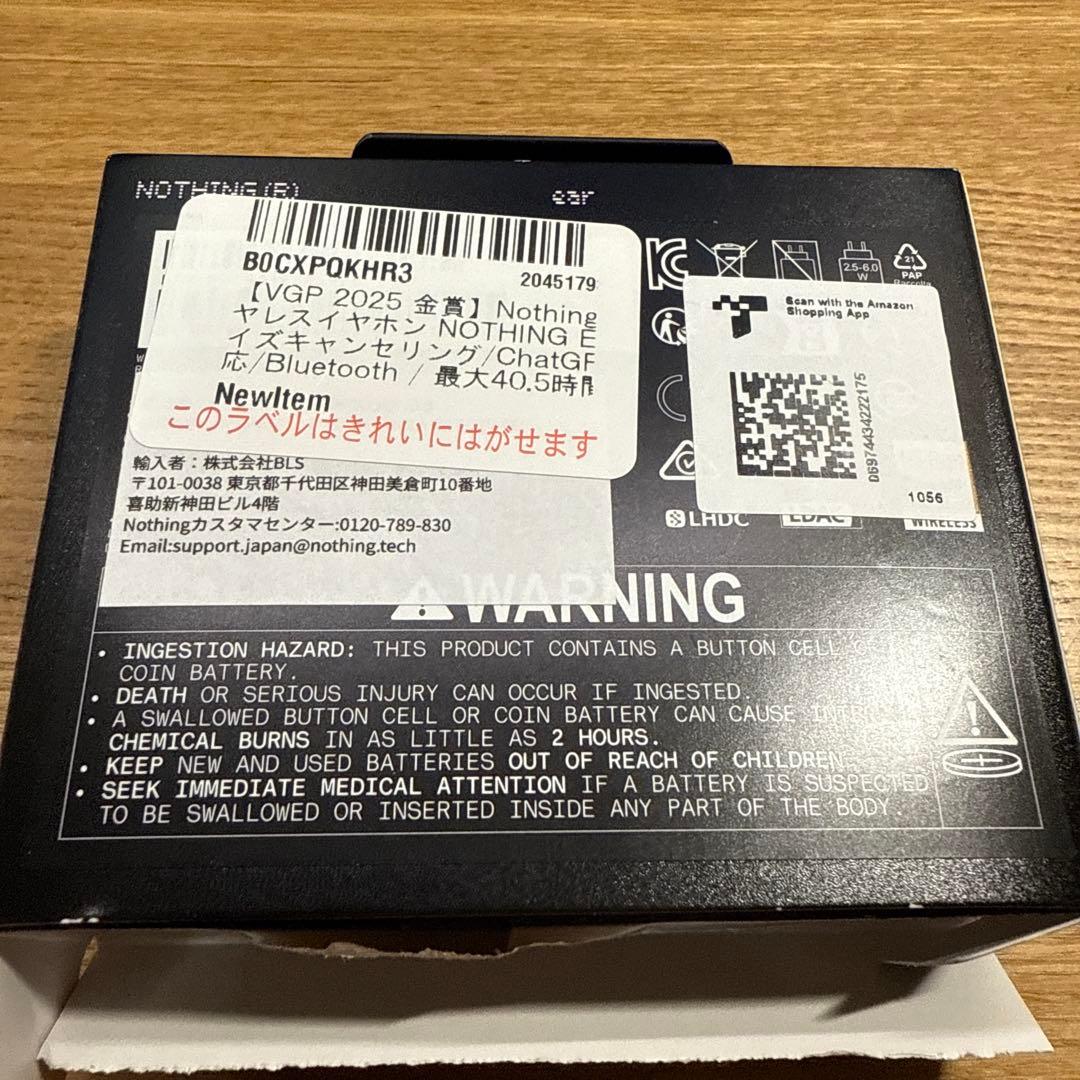 NOTHING(R)
ear
B0CXPQKHR3
2045179
【VGP 2025 金賞】Nothing
ヤレスイヤホン NOTHING E
イズキャンセリング/ChatGP
応/Bluetooth / 最大40.5時間
NewItem
このラベルはきれいにはがせます
輸入者：株式会社BLS
〒101-0038 東京都千代田区神田美倉町10番地
喜助新神田ビル4階
Nothingカスタマセンター:0120-789-830
Email:support.japan@nothing.tech
2.5-6.0
W
21
PAP
Raccolta
Scan with the Amazon
Shopping App
D69744434222175
1056
LHDC
LDAC
WIRELESS
WARNING
• INGESTION HAZARD: THIS PRODUCT CONTAINS A BUTTON CELL
COIN BATTERY.
• DEATH OR SERIOUS INJURY CAN OCCUR IF INGESTED.
• A SWALLOWED BUTTON CELL OR COIN BATTERY CAN CAUSE
CHEMICAL BURNS IN AS LITTLE AS 2 HOURS.
• KEEP NEW AND USED BATTERIES OUT OF REACH OF CHILDREN
• SEEK IMMEDIATE MEDICAL ATTENTION IF A BATTERY IS SUSPECTED
TO BE SWALLOWED OR INSERTED INSIDE ANY PART OF THE BODY.